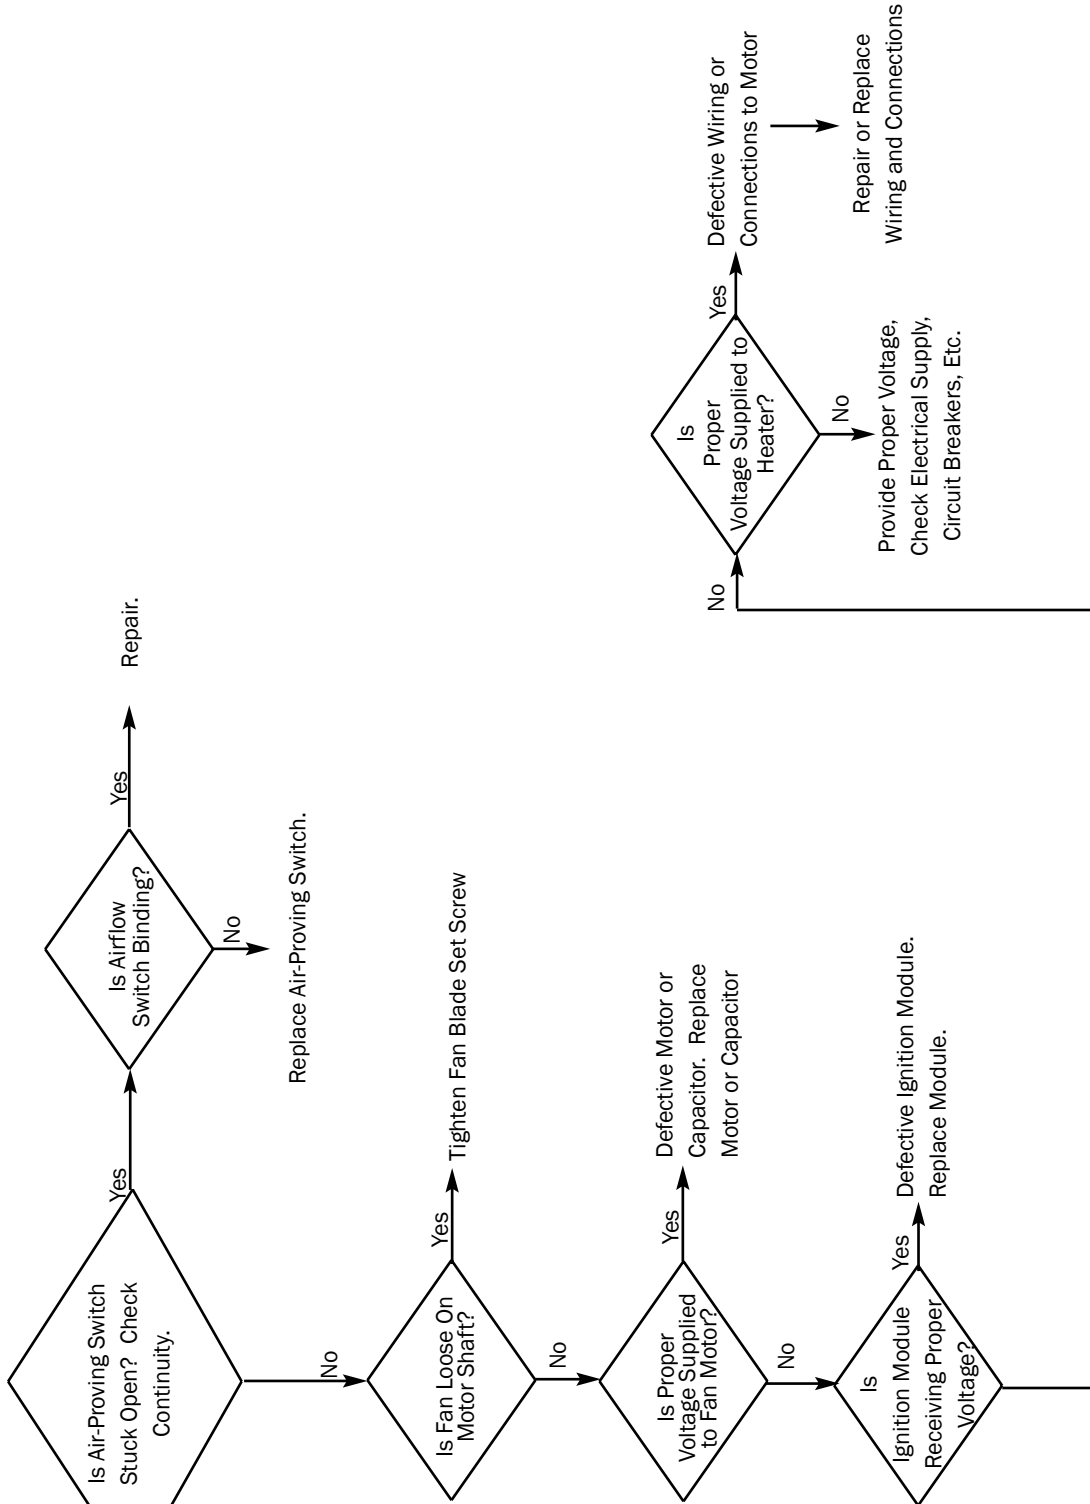 Is Air-Proving Switch
Stuck Open?  Check
Continuity.
Yes
Is Airflow
Switch Binding?
Yes
Repair.
No
Replace Air-Proving Switch.
No
Is Fan Loose On
Motor Shaft?
Yes
Tighten Fan Blade Set Screw
No
Is Proper
Voltage Supplied
to Fan Motor?
Yes
Defective Motor or
Capacitor.  Replace
Motor or Capacitor
No
Is
Ignition Module
Receiving Proper
Voltage?
Yes
Defective Ignition Module.
Replace Module.
No
Is
Proper
Voltage Supplied to
Heater?
Yes
Defective Wiring or
Connections to Motor
Repair or Replace
Wiring and Connections
No
Provide Proper Voltage,
Check Electrical Supply,
Circuit Breakers, Etc.